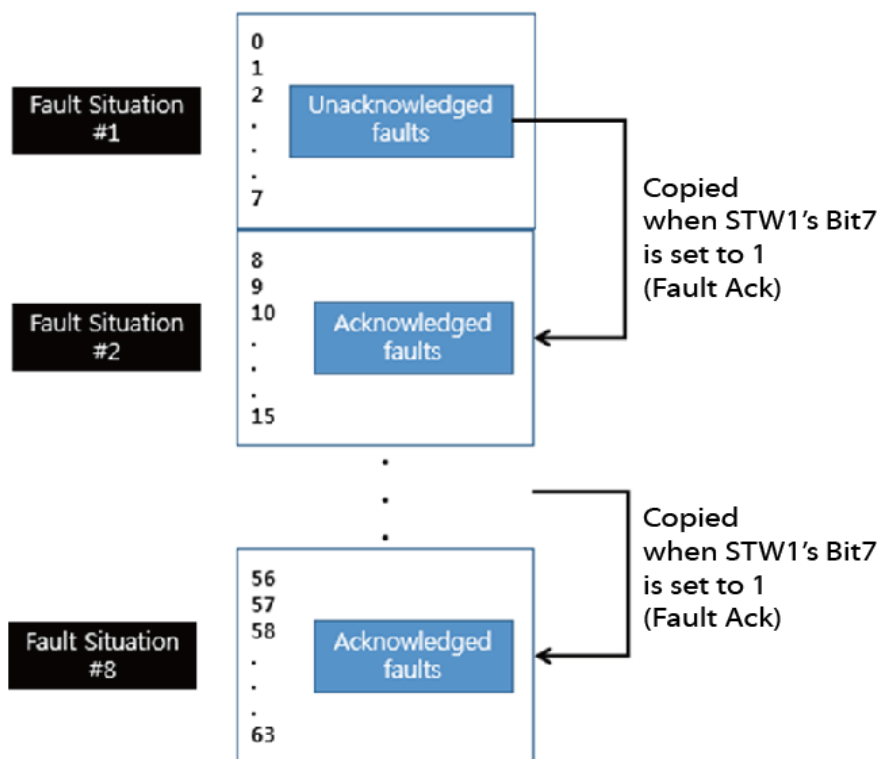 0
1
2
.
.
.
7
Fault Situation
#1
Unacknowledged
faults
Copied
when STW1's Bit7
is set to 1
(Fault Ack)
8
9
10
.
.
.
15
Fault Situation
#2
Acknowledged
faults
.
.
.
Copied
when STW1's Bit7
is set to 1
(Fault Ack)
56
57
58
.
.
.
63
Fault Situation
#8
Acknowledged
faults